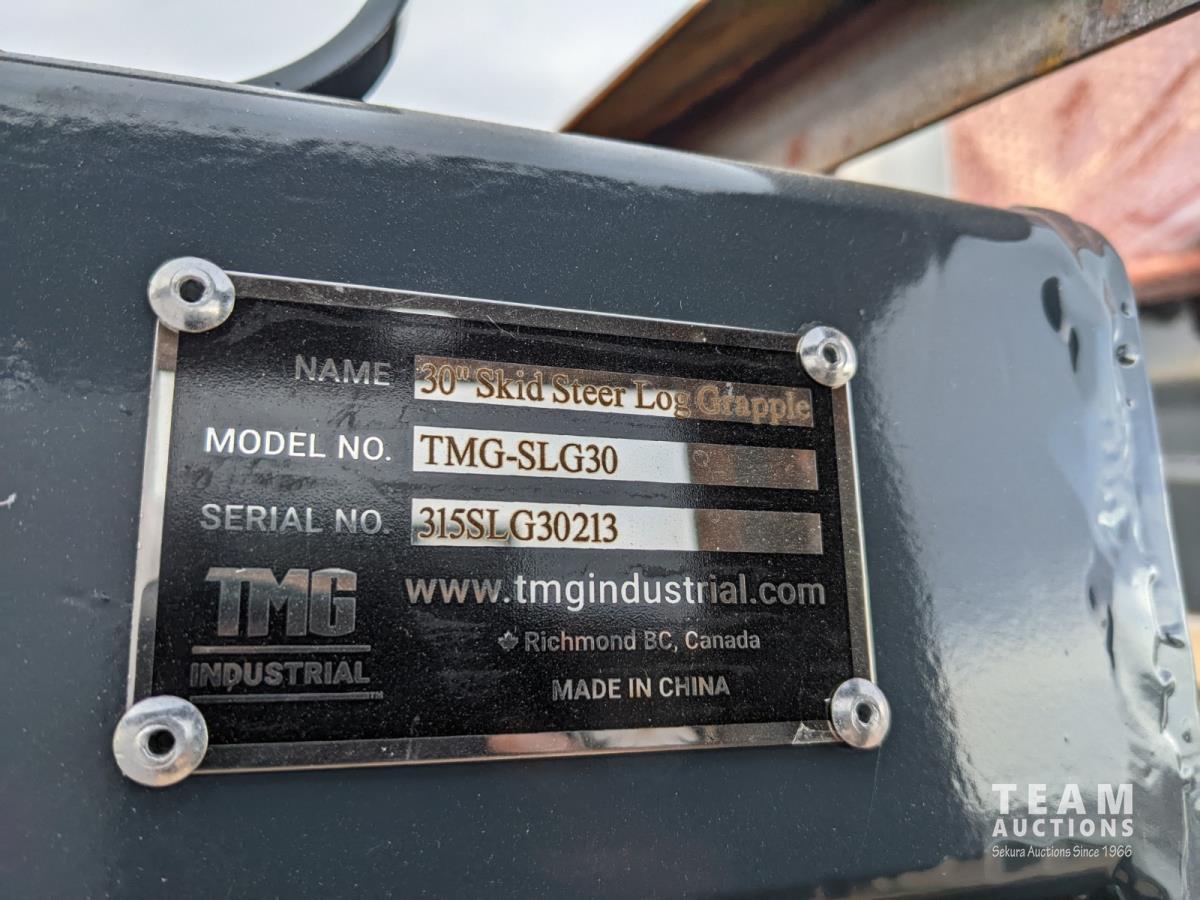 NAME 30" Skid Steer Log Grapple
MODEL NO. TMG-SLG30
SERIAL NO. 315SLG30213
TMG
INDUSTRIAL
www.tmgindustrial.com
Richmond BC, Canada
MADE IN CHINA
TEAM
AUCTIONS
Sekura Auctions Since 1966